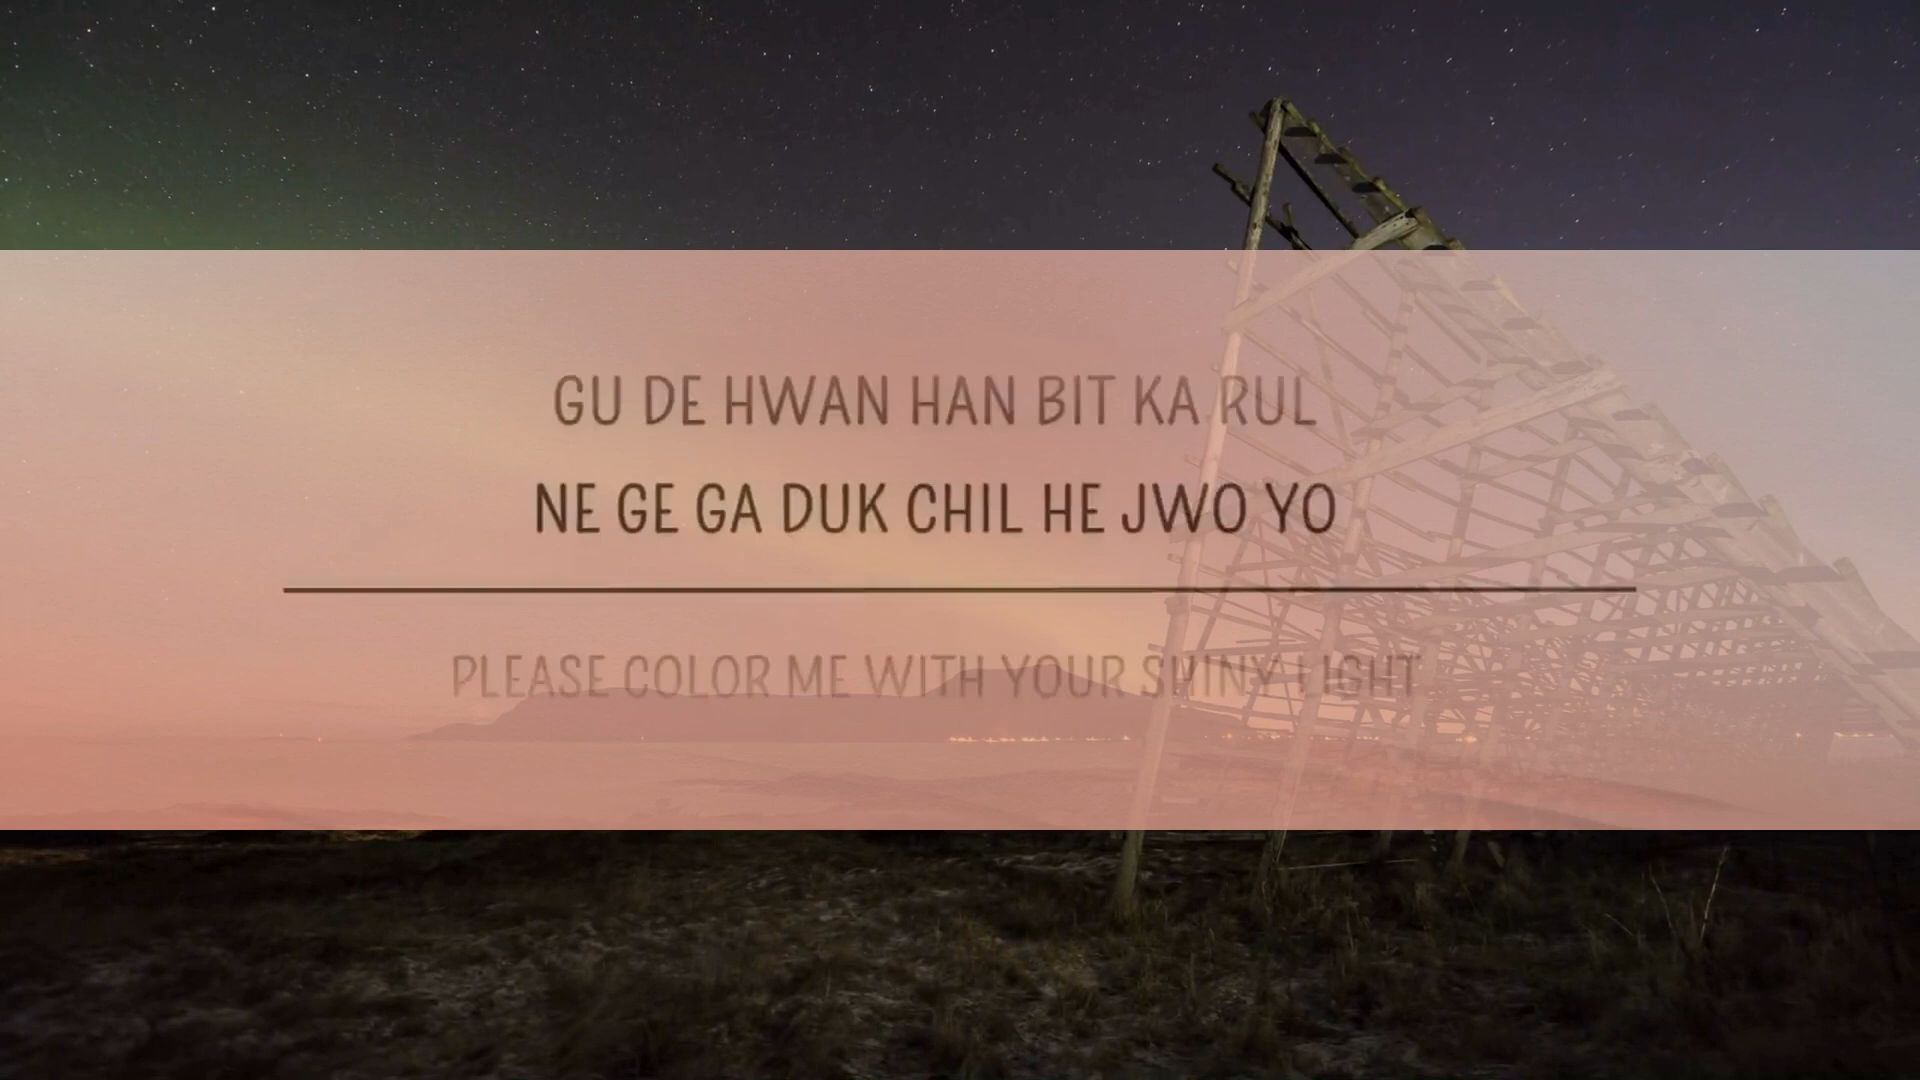 GU DE HWAN HAN BIT KA RUL
NE GE GA DUK CHIL HE JWO YO
PLEASE COLOR ME WITH YOUR SHINY LIGHT